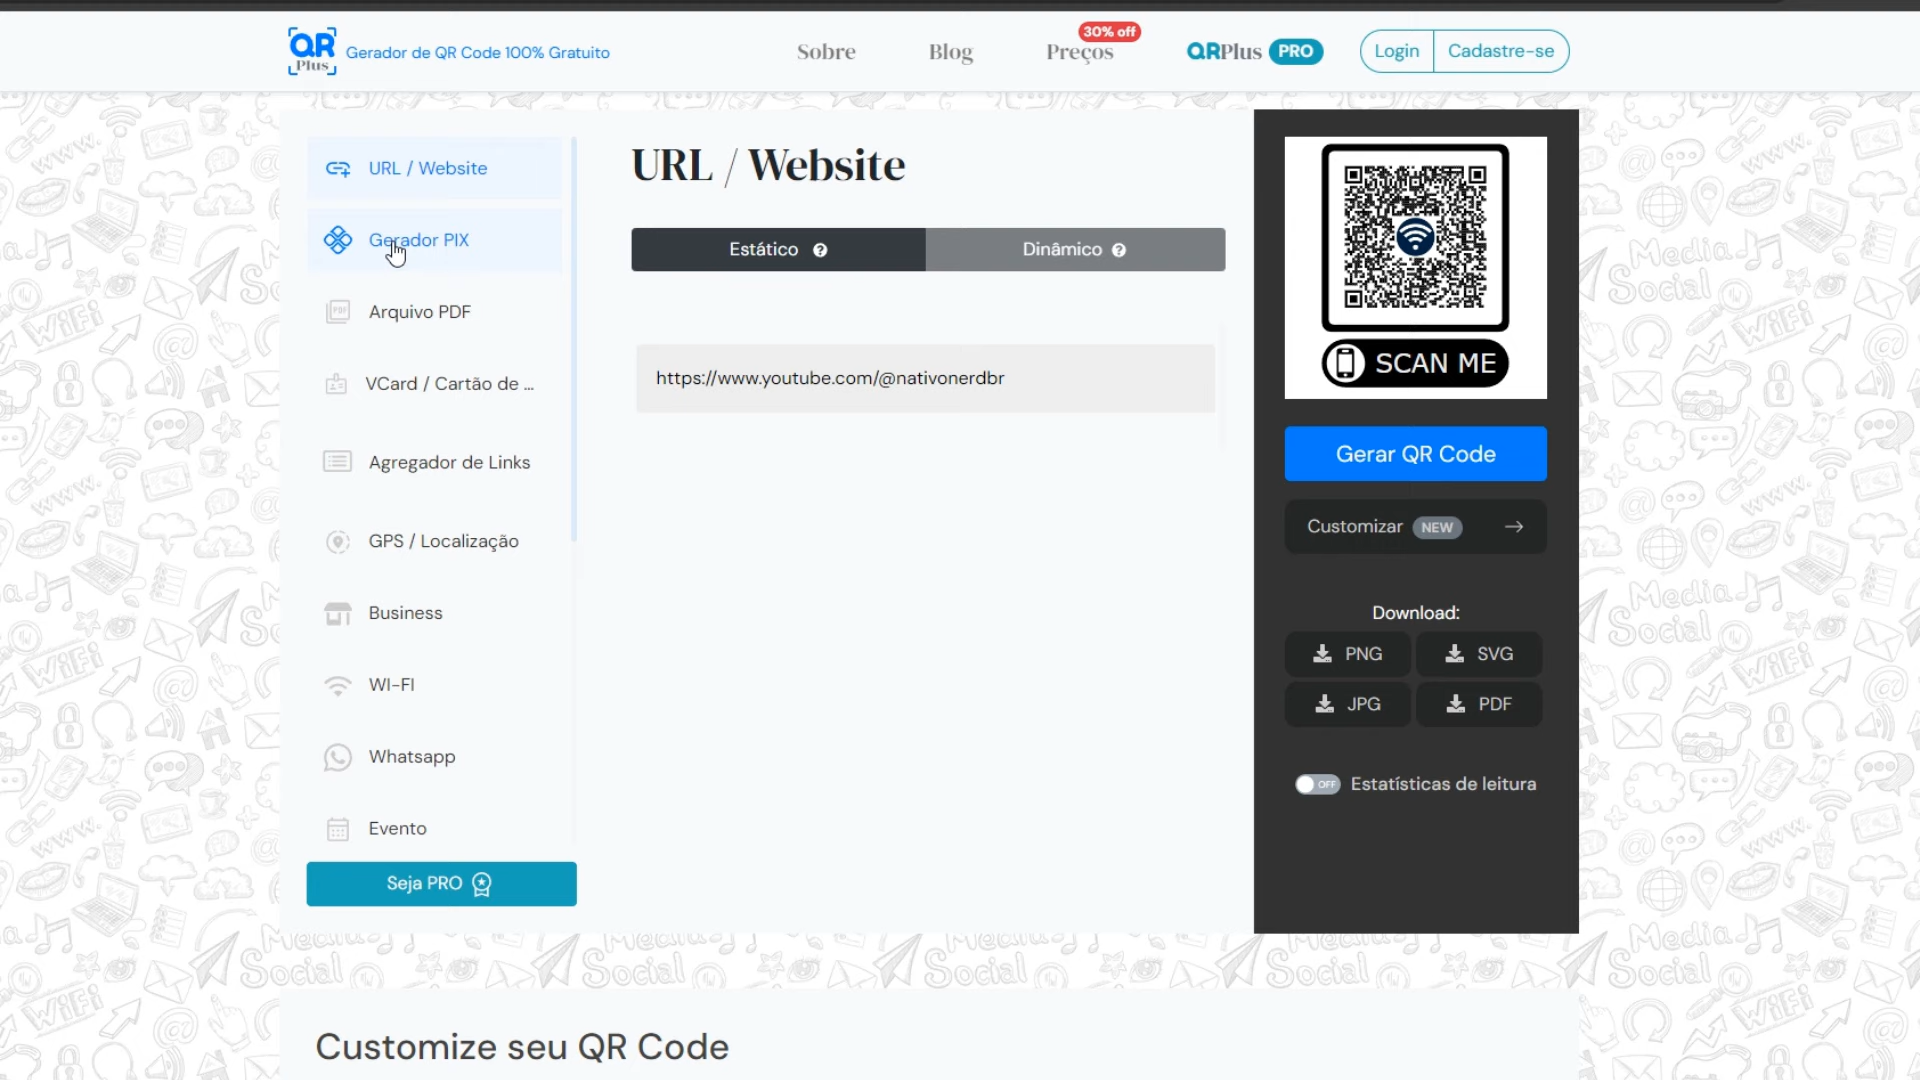 30% off
QR Plus Gerador de QR Code 100% Gratuito
Sobre
Blog
Preços
QRPlus PRO
Login
Cadastre-se
URL / Website
Gerador PIX
Arquivo PDF
VCard / Cartão de ...
Agregador de Links
GPS / Localização
Business
WI-FI
Whatsapp
Evento
Seja PRO
URL / Website
Estático ?
Dinâmico ?
https://www.youtube.com/@nativonerdbr
SCAN ME
Gerar QR Code
Customizar NEW
Download:
PNG
SVG
JPG
PDF
OFF Estatísticas de leitura
Customize seu QR Code